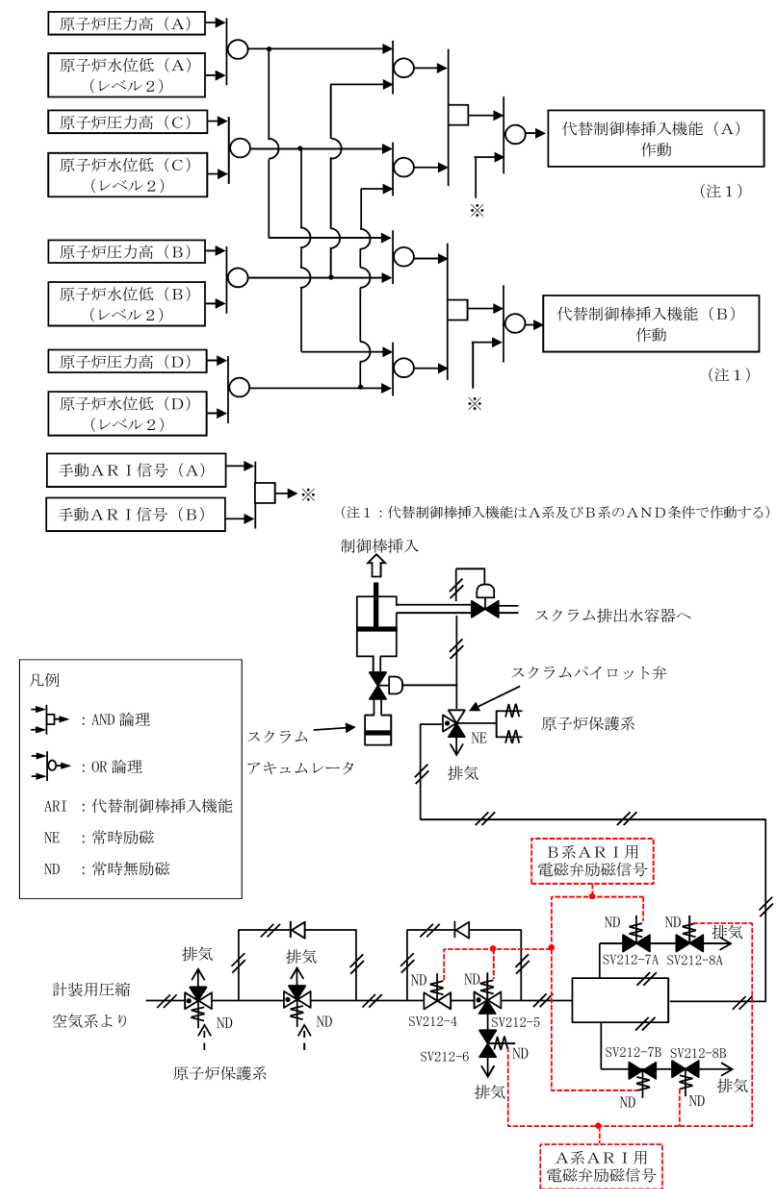 原子炉圧力高（A）
原子炉水位低（A）
（レベル２）
原子炉圧力高（C）
原子炉水位低（C）
（レベル２）
代替制御棒挿入機能（A）
作動
（注１）
※
原子炉圧力高（B）
原子炉水位低（B）
（レベル２）
原子炉圧力高（D）
原子炉水位低（D）
（レベル２）
代替制御棒挿入機能（B）
作動
（注１）
※
手動ＡＲＩ信号（A）
手動ＡＲＩ信号（B）
※
（注１：代替制御棒挿入機能はA系及びB系のＡＮＤ条件で作動する）
制御棒挿入
スクラム排出水容器へ
スクラムパイロット弁
原子炉保護系
NE
排気
スクラム
アキュムレータ
凡例
：AND 論理
：OR 論理
ARI ：代替制御棒挿入機能
NE ：常時励磁
ND ：常時無励磁
B系ＡＲＩ用
電磁弁励磁信号
ND
ND
排気
SV212-7A
SV212-8A
排気
排気
ND
ND
計装用圧縮
空気系より
ND
ND
SV212-4
SV212-5
原子炉保護系
SV212-6
ND
排気
SV212-7B
SV212-8B
排気
ND
ND
A系ＡＲＩ用
電磁弁励磁信号